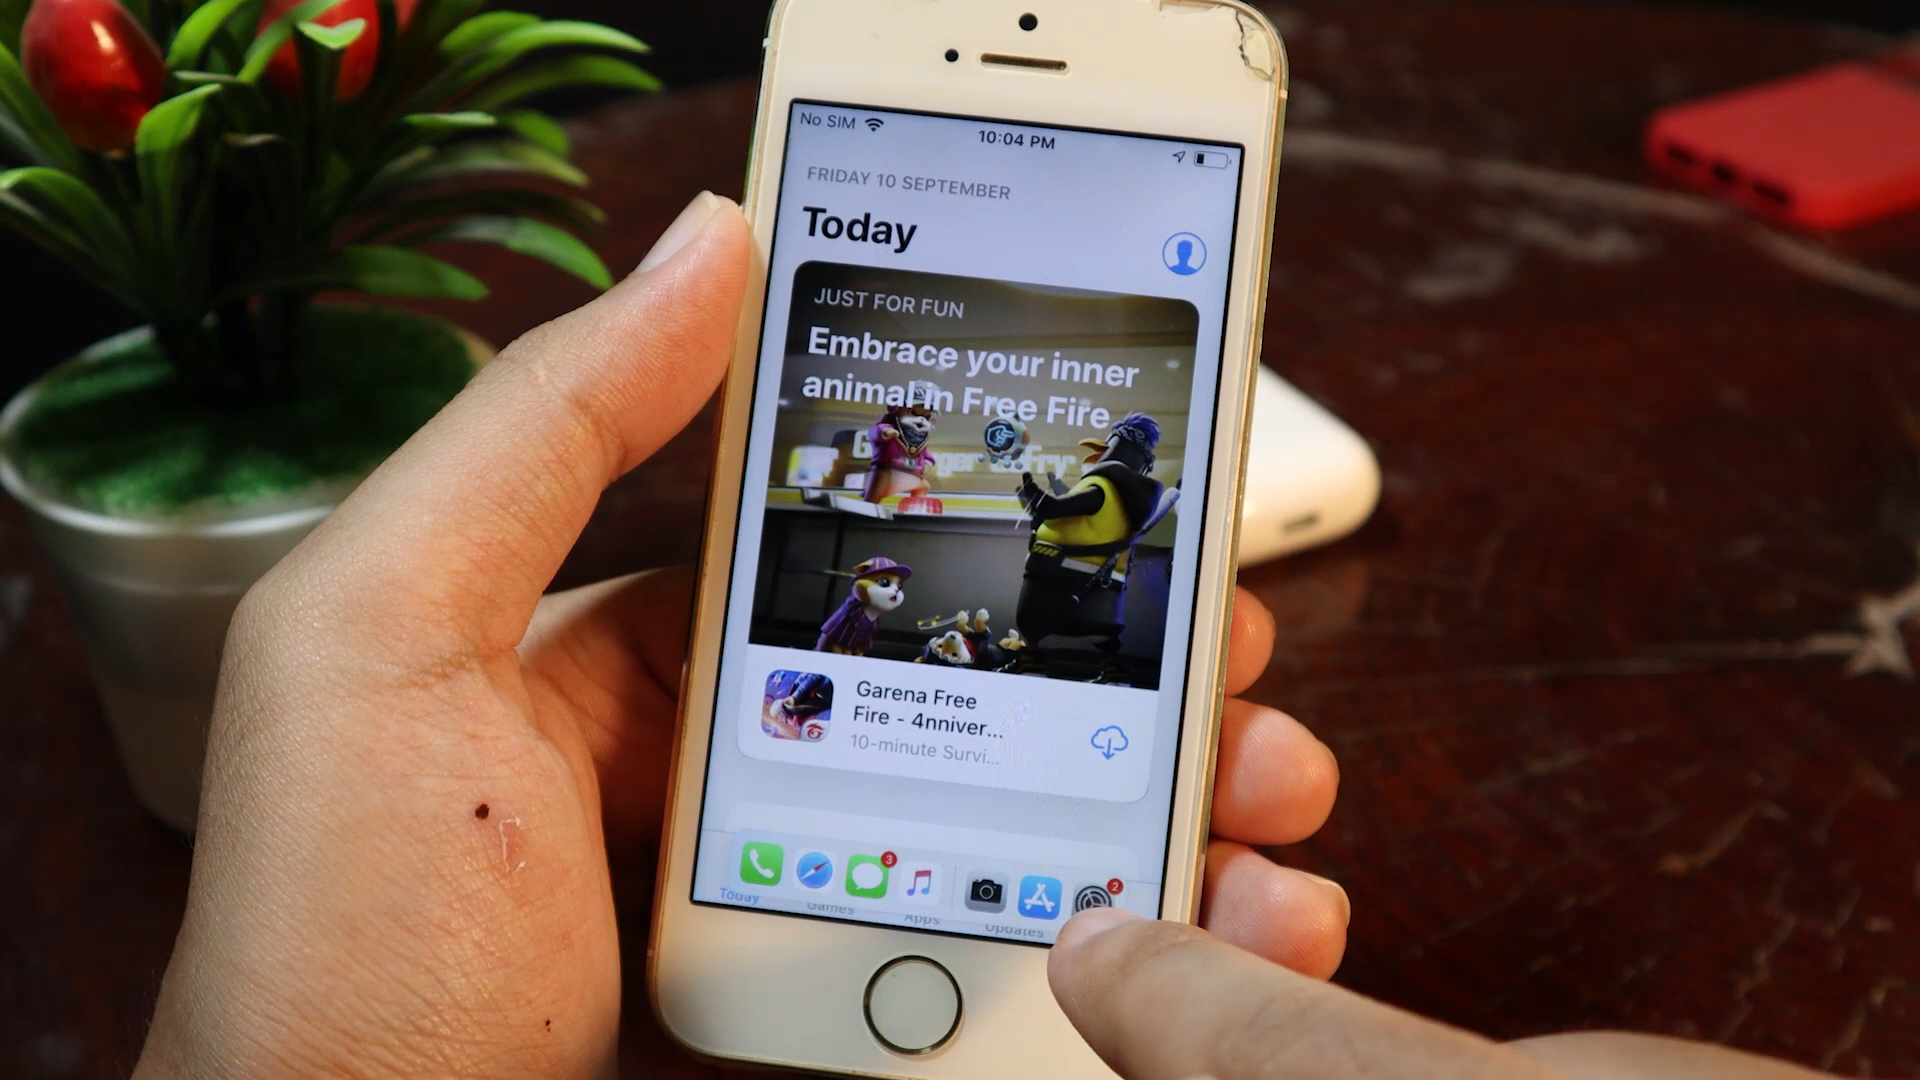 No SIM
10:04 PM
FRIDAY 10 SEPTEMBER
Today
JUST FOR FUN
Embrace your inner
animal in Free Fire
Garena Free
Fire - 4nniver...
10-minute Survi...
3
2
Today
Games
Apps
Updates